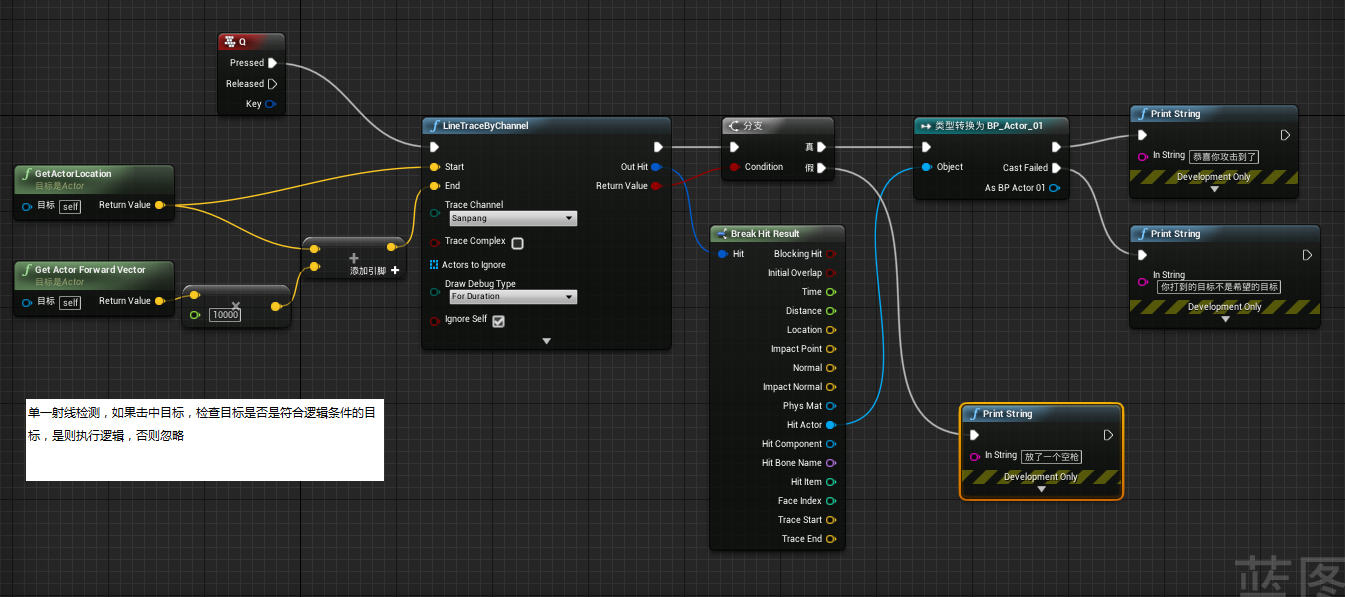 Q
Pressed
Released
Key
GetActorLocation
目标是Actor
目标 self Return Value
Get Actor Forward Vector
目标是Actor
目标 self Return Value
10000
添加引脚
LineTraceByChannel
Start
End
Out Hit
Return Value
Trace Channel
Sanpang
Trace Complex
Actors to Ignore
Draw Debug Type
For Duration
Ignore Self
分支
真
Condition 假
Break Hit Result
Hit Blocking Hit
Initial Overlap
Time
Distance
Location
Impact Point
Normal
Impact Normal
Phys Mat
Hit Actor
Hit Component
Hit Bone Name
Hit Item
Face Index
Trace Start
Trace End
类型转换为 BP_Actor_01
Object Cast Failed
As BP Actor 01
Print String
In String 恭喜你攻击到了
Development Only
Print String
In String
你打到的目标不是希望的目标
Development Only
Print String
In String 放了一个空枪
Development Only
单一射线检测，如果击中目标，检查目标是否是符合逻辑条件的目
标，是则执行逻辑，否则忽略
蓝图